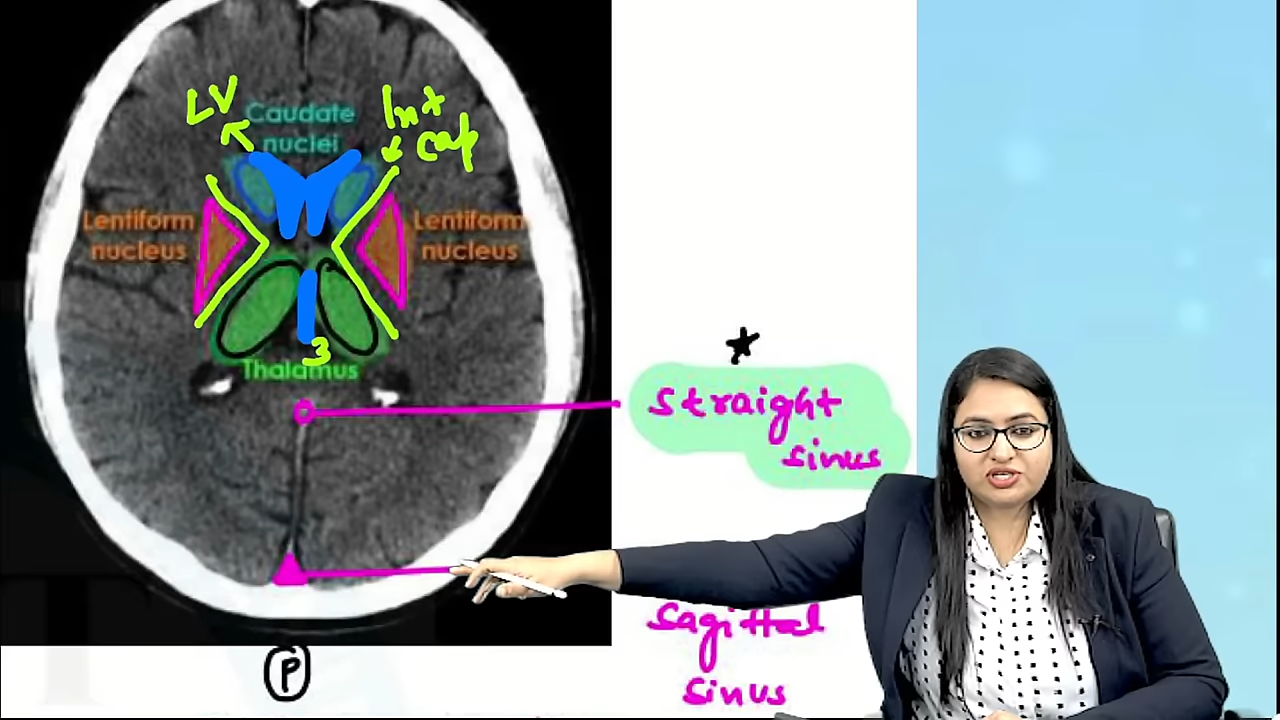 LV
Caudate
nuclei
Int
cap
Lentiform
nucleus
Lentiform
nucleus
3
Thalamus
straight
sinus
sagittal
sinus
P